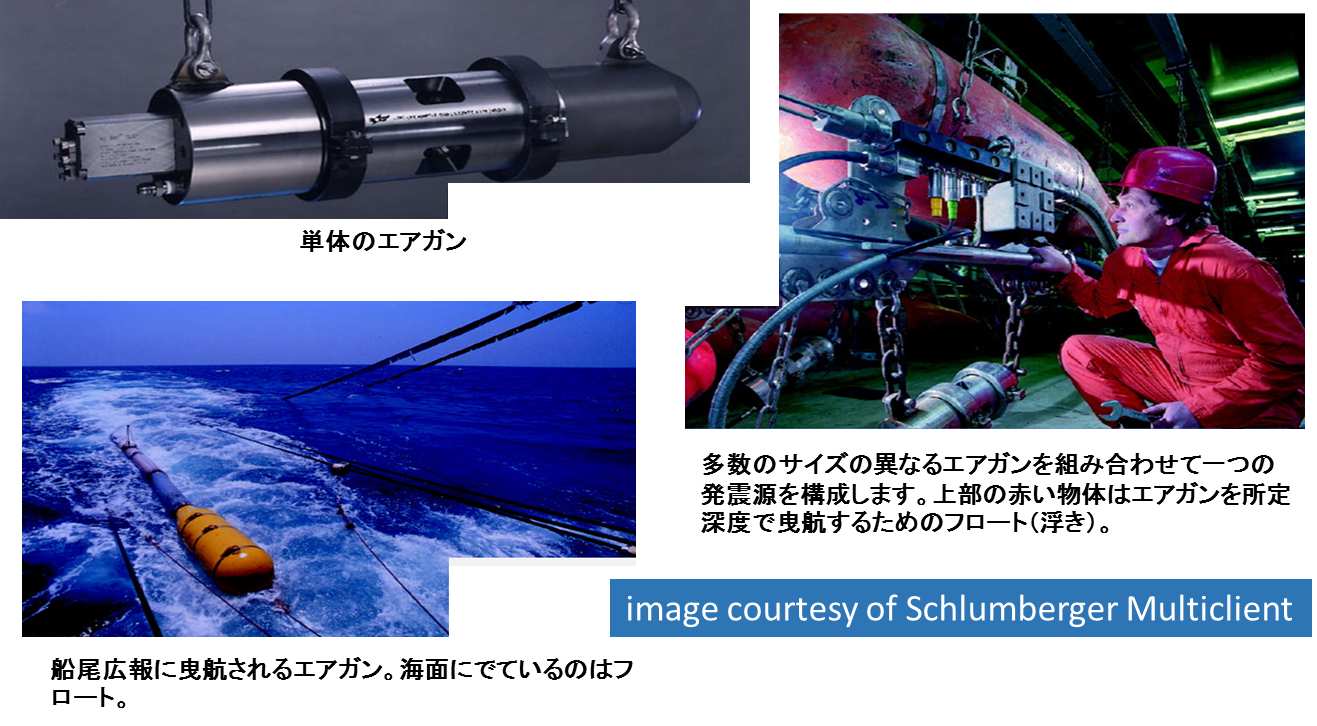 単体のエアガン
多数のサイズの異なるエアガンを組み合わせて一つの
発震源を構成します。上部の赤い物体はエアガンを所定
深度で曳航するためのフロート(浮き)。
image courtesy of Schlumberger Multiclient
船尾広報に曳航されるエアガン。海面にでているのはフ
ロート。